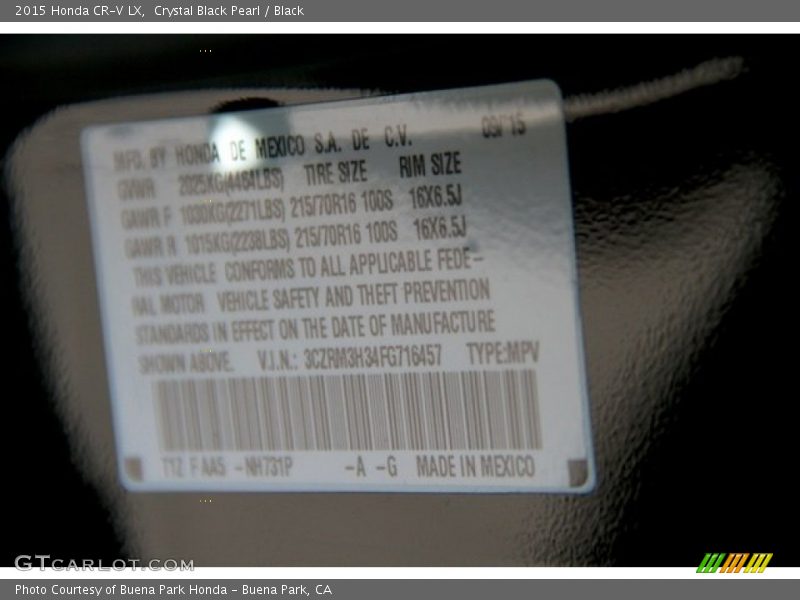 2015 Honda CR-V LX,  Crystal Black Pearl / Black
MFD. BY HONDA DE MEXICO S.A. DE C.V. 09/15
GVWR 2025KG(4464LBS) TIRE SIZE RIM SIZE
GAWR F 1030KG(2271LBS) 215/70R16 100S 16X6.5J
GAWR R 1015KG(2238LBS) 215/70R16 100S 16X6.5J
THIS VEHICLE CONFORMS TO ALL APPLICABLE FEDE-
RAL MOTOR VEHICLE SAFETY AND THEFT PREVENTION
STANDARDS IN EFFECT ON THE DATE OF MANUFACTURE
SHOWN ABOVE. V.I.N.: 3CZRM3H34FG716457 TYPE:MPV
T1Z F AA5 -NH731P -A -G MADE IN MEXICO
GTCARLOT.COM
Photo Courtesy of Buena Park Honda - Buena Park, CA